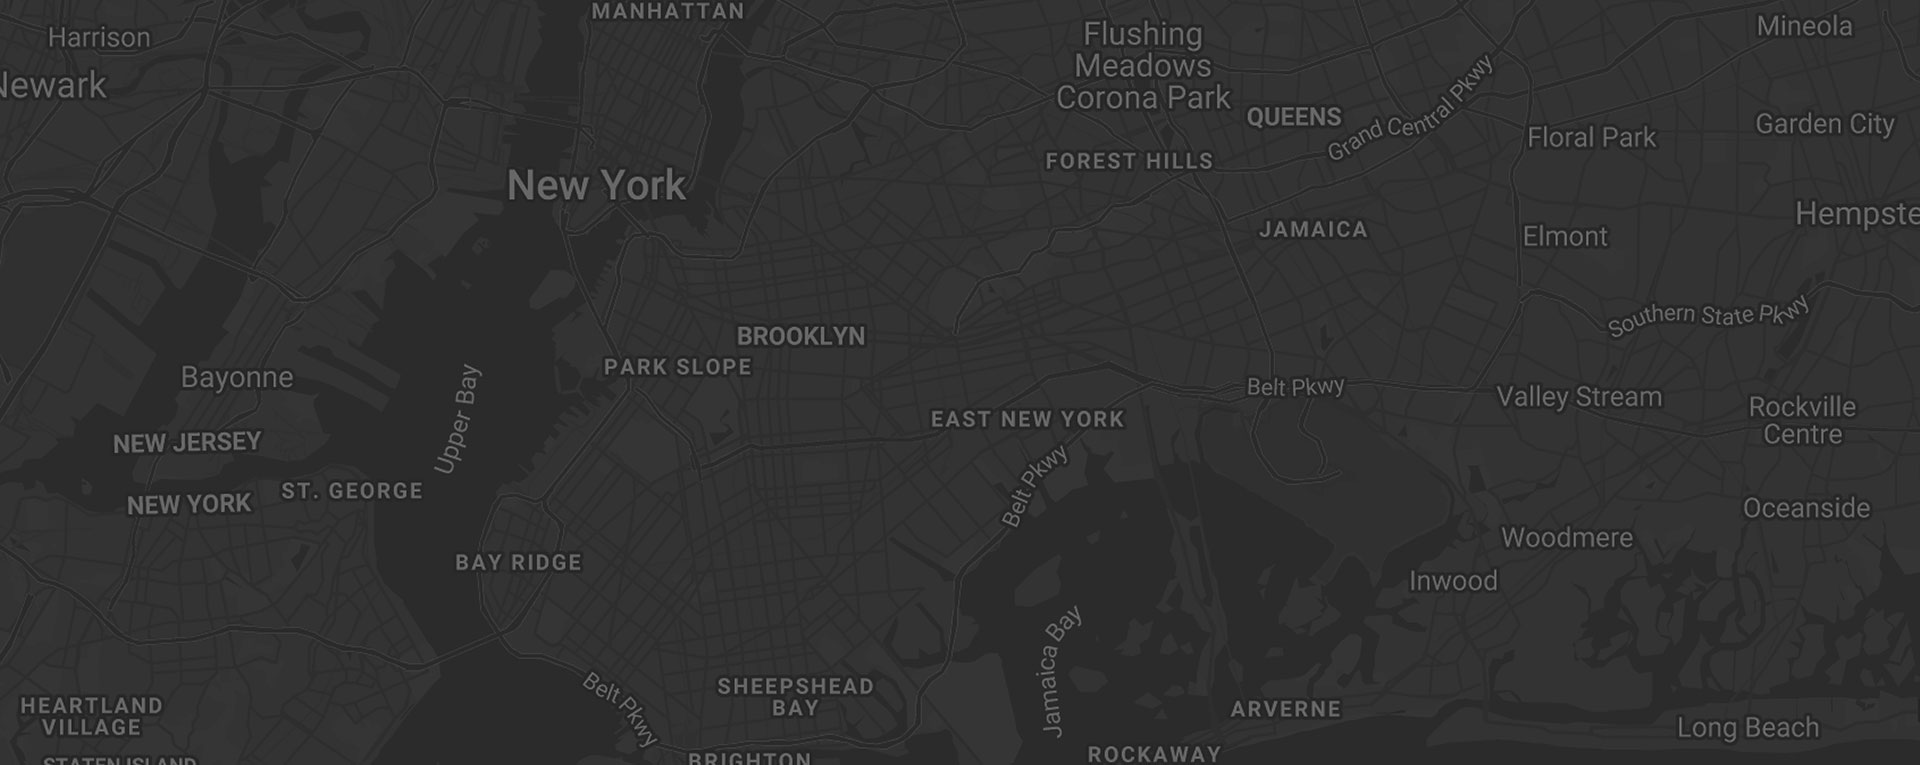 MANHATTAN
Harrison
Newark
Flushing
Meadows
Corona Park
Mineola
QUEENS
Grand Central Pkwy
Floral Park
Garden City
FOREST HILLS
New York
JAMAICA
Elmont
Hempste
Southern State Pkwy
BROOKLYN
PARK SLOPE
Bayonne
Upper Bay
Belt Pkwy
Valley Stream
Rockville
Centre
EAST NEW YORK
NEW JERSEY
NEW YORK
ST. GEORGE
Belt Pkwy
Oceanside
Woodmere
BAY RIDGE
Inwood
Jamaica Bay
Belt Pkwy
SHEEPSHEAD
BAY
HEARTLAND
VILLAGE
ARVERNE
Long Beach
STATEN ISLAND
BRIGHTON
ROCKAWAY